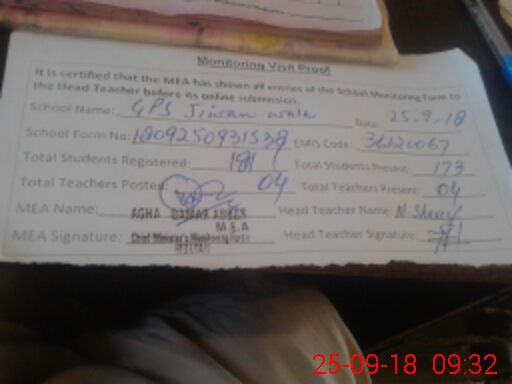 Monitoring Visit Proof
It is certified that the MEA has shown all entries of the School Monitoring Form to
the Head Teacher before its online submission.
School Name: GPS Jiwan wala Date: 25.9.18
School Form No: EMIS Code:
Total Students Registered: 181 Total Students Present: 173
Total Teachers Posted 04 Total Teachers Present: 04
MEA Name: AGHA Head Teacher Name
M.E.A
MEA Signature: Head Teacher Signature:
25-09-18 09:32